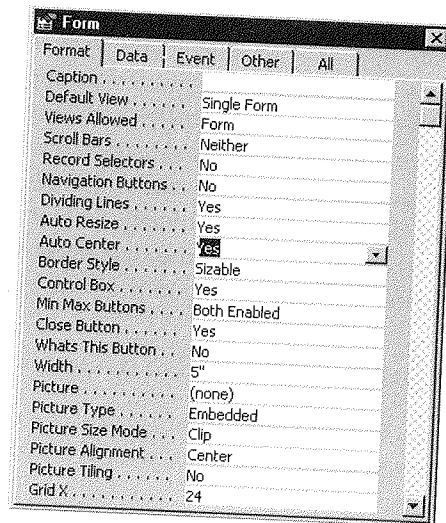 Form
Format Data Event Other All
Caption . . . . . . . . . .
Default View . . . . . Single Form
Views Allowed . . . . . Form
Scroll Bars . . . . . . . Neither
Record Selectors . . . No
Navigation Buttons . . No
Dividing Lines . . . . . . Yes
Auto Resize . . . . . . . Yes
Auto Center . . . . . . . Yes
Border Style . . . . . . . Sizable
Control Box . . . . . . . Yes
Min Max Buttons . . . . Both Enabled
Close Button . . . . . . . Yes
Whats This Button . . . No
Width . . . . . . . . . . . 5"
Picture . . . . . . . . . . (none)
Picture Type . . . . . . Embedded
Picture Size Mode . . . Clip
Picture Alignment . . . Center
Picture Tiling . . . . . . No
Grid X . . . . . . . . . . . 24